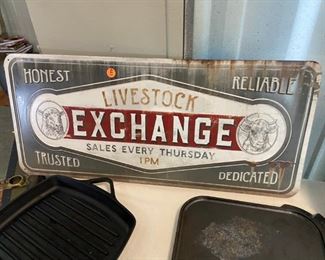 HONEST
RELIABLE
LIVESTOCK
EXCHANGE
SALES EVERY THURSDAY
1PM
TRUSTED
DEDICATED